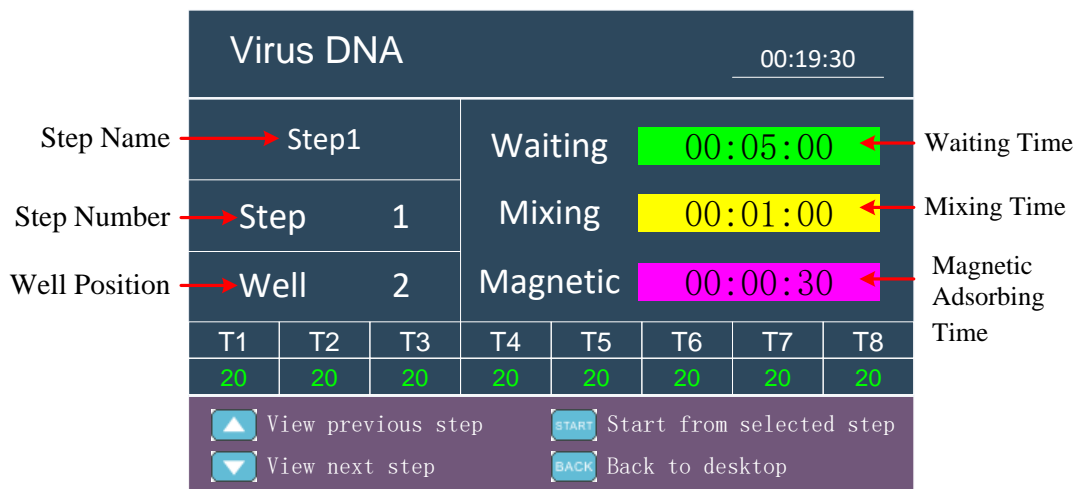 Virus DNA
00:19:30
Step Name
Step1
Waiting
00:05:00
Waiting Time
Step Number
Step 1
Mixing
00:01:00
Mixing Time
Well Position
Well 2
Magnetic
00:00:30
Magnetic
Adsorbing
Time
T1 T2 T3 T4 T5 T6 T7 T8
20 20 20 20 20 20 20 20
View previous step
START Start from selected step
View next step
BACK Back to desktop